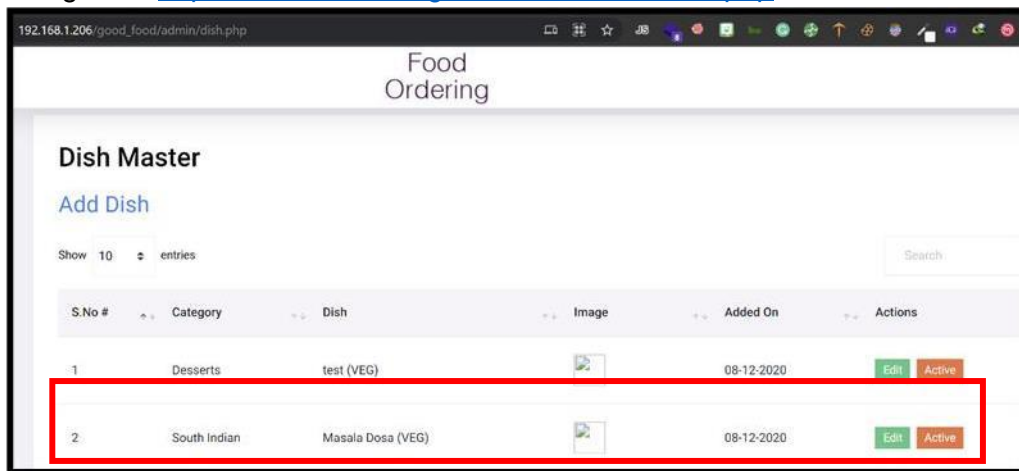 192.168.1.206/good_food/admin/dish.php
Food
Ordering
Dish Master
Add Dish
Show 10 entries
Search
S.No # Category Dish Image Added On Actions
1 Desserts test (VEG) 08-12-2020 Edit Active
2 South Indian Masala Dosa (VEG) 08-12-2020 Edit Active